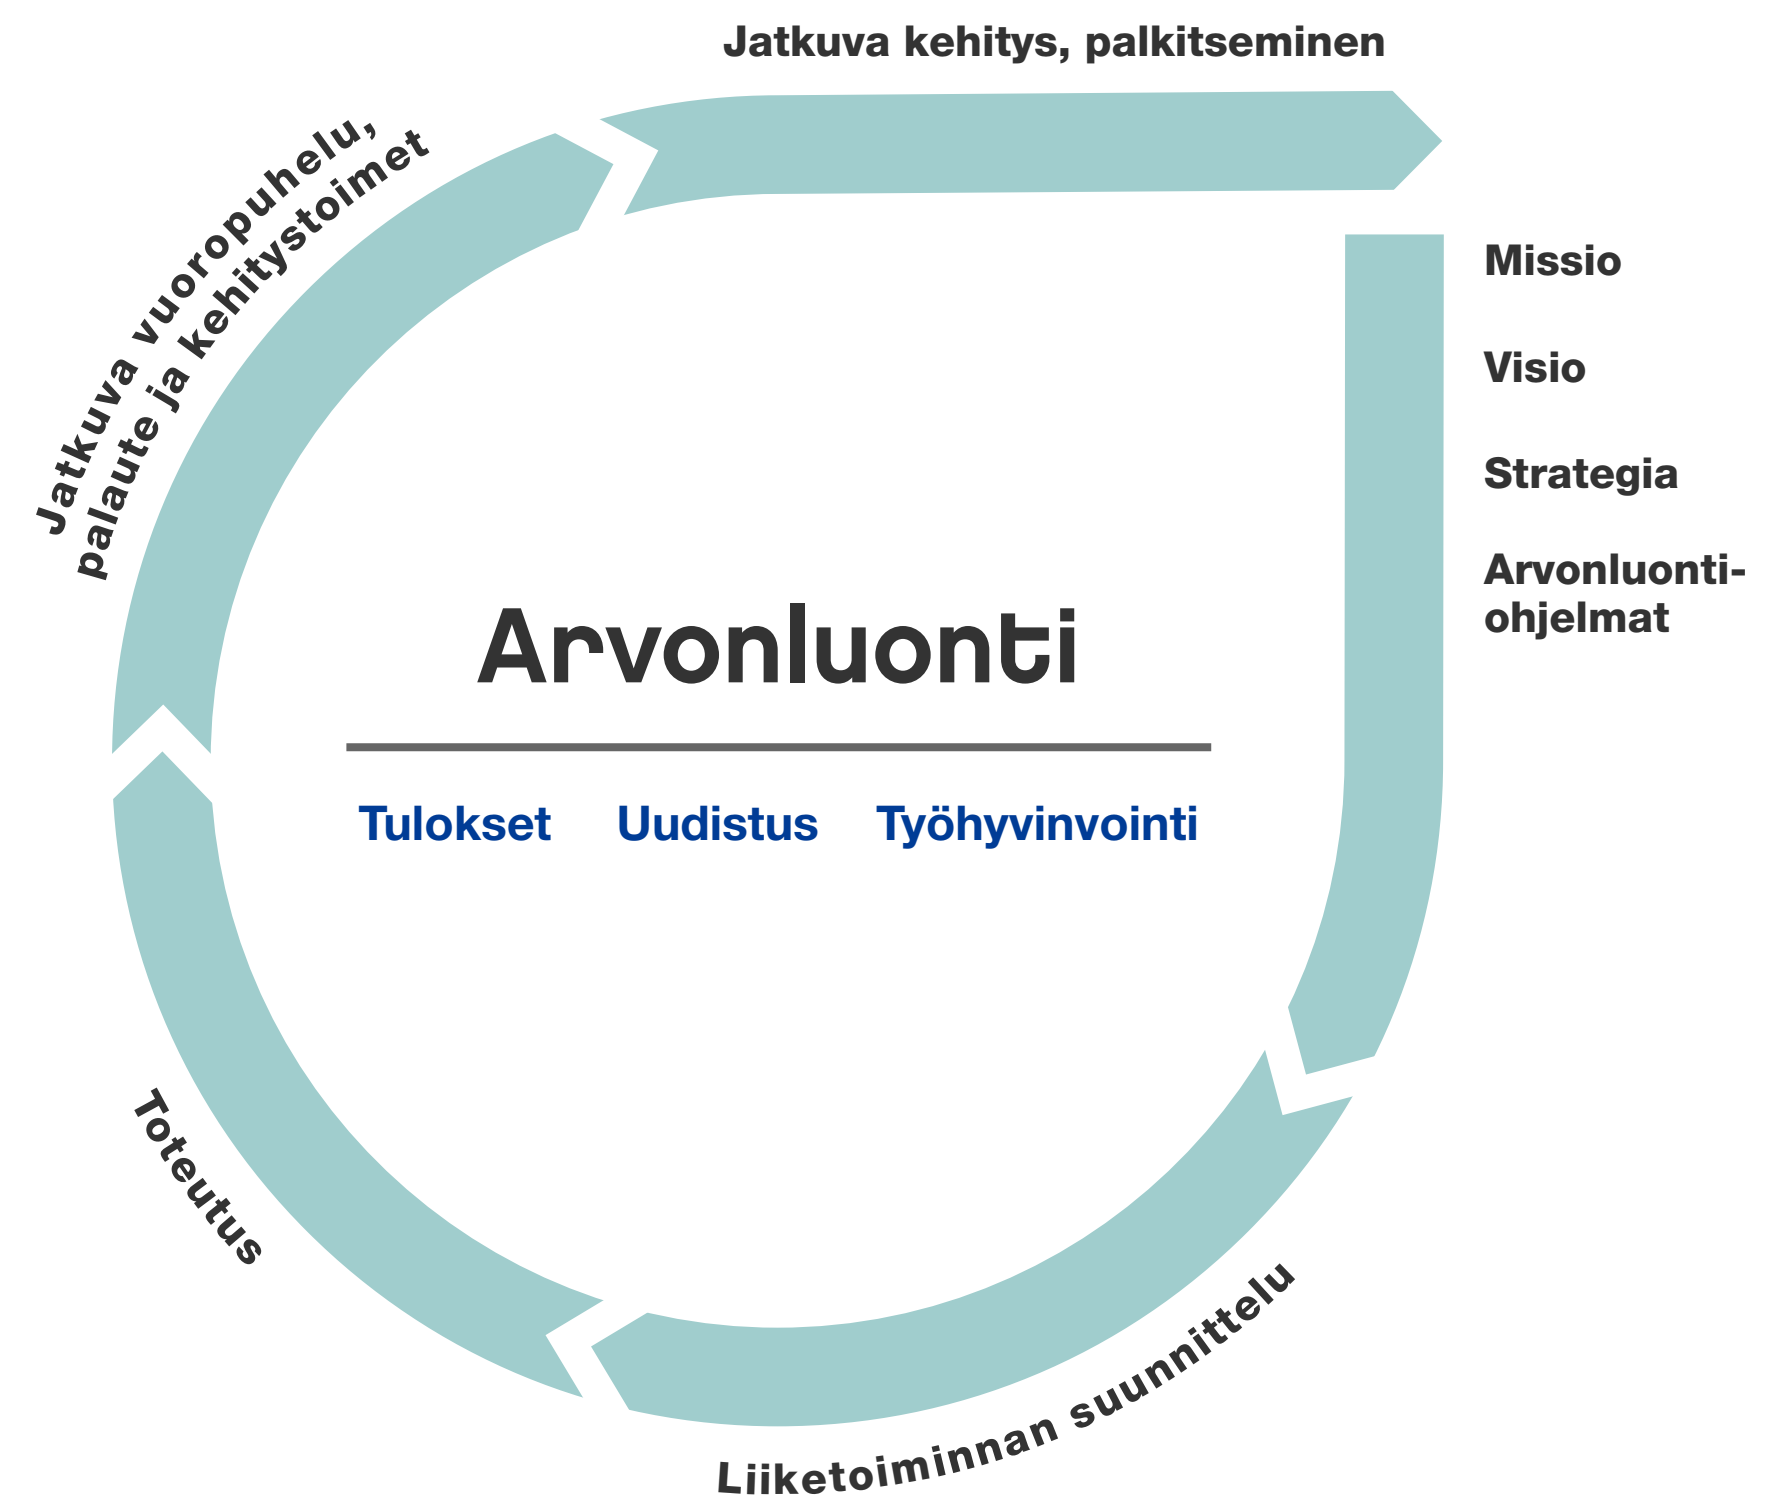 Jatkuva kehitys, palkitseminen
Jatkuva vuoropuhelu,
palaute ja kehitystoimet
Missio
Visio
Strategia
Arvonluonti-
ohjelmat
Arvonluonti
Tulokset Uudistus Työhyvinvointi
Toteutus
Liiketoiminnan suunnittelu